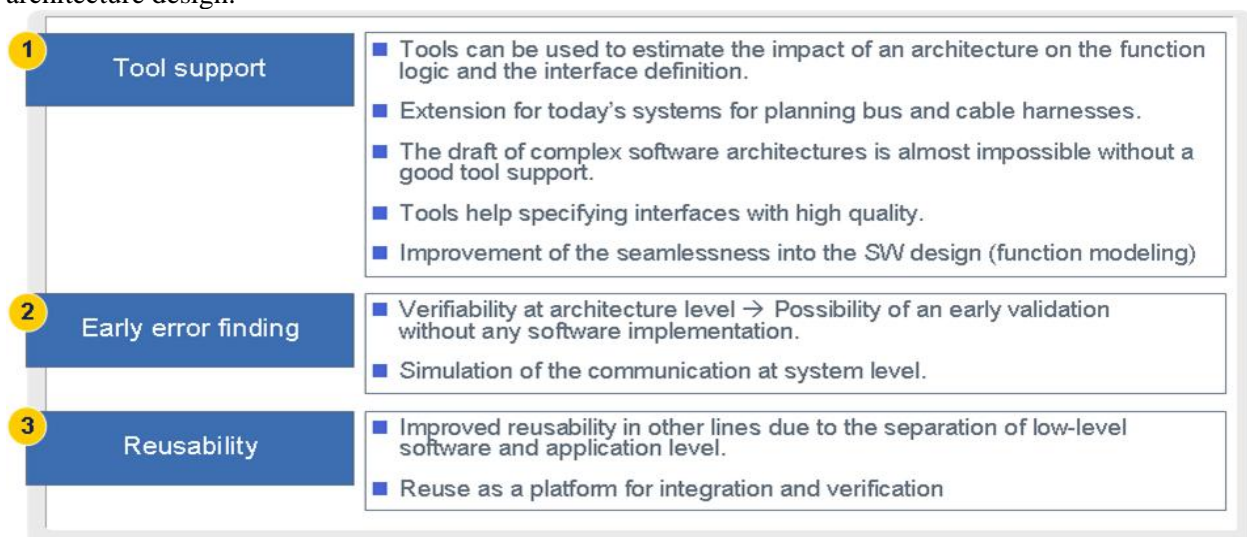 architecture design.
1
Tool support
■ Tools can be used to estimate the impact of an architecture on the function
logic and the interface definition.
■ Extension for today's systems for planning bus and cable harnesses.
■ The draft of complex software architectures is almost impossible without a
good tool support.
■ Tools help specifying interfaces with high quality.
■ Improvement of the seamlessness into the SW design (function modeling)
2
Early error finding
■ Verifiability at architecture level → Possibility of an early validation
without any software implementation.
■ Simulation of the communication at system level.
3
Reusability
■ Improved reusability in other lines due to the separation of low-level
software and application level.
■ Reuse as a platform for integration and verification